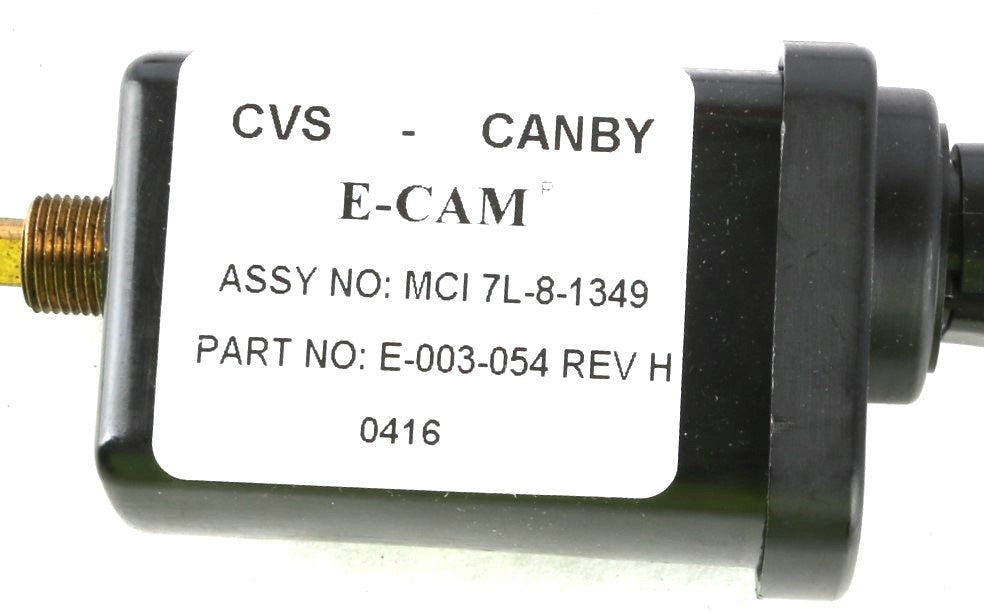 CVS - CANBY
E-CAM
ASSY NO: MCI 7L-8-1349
PART NO: E-003-054 REV H
0416